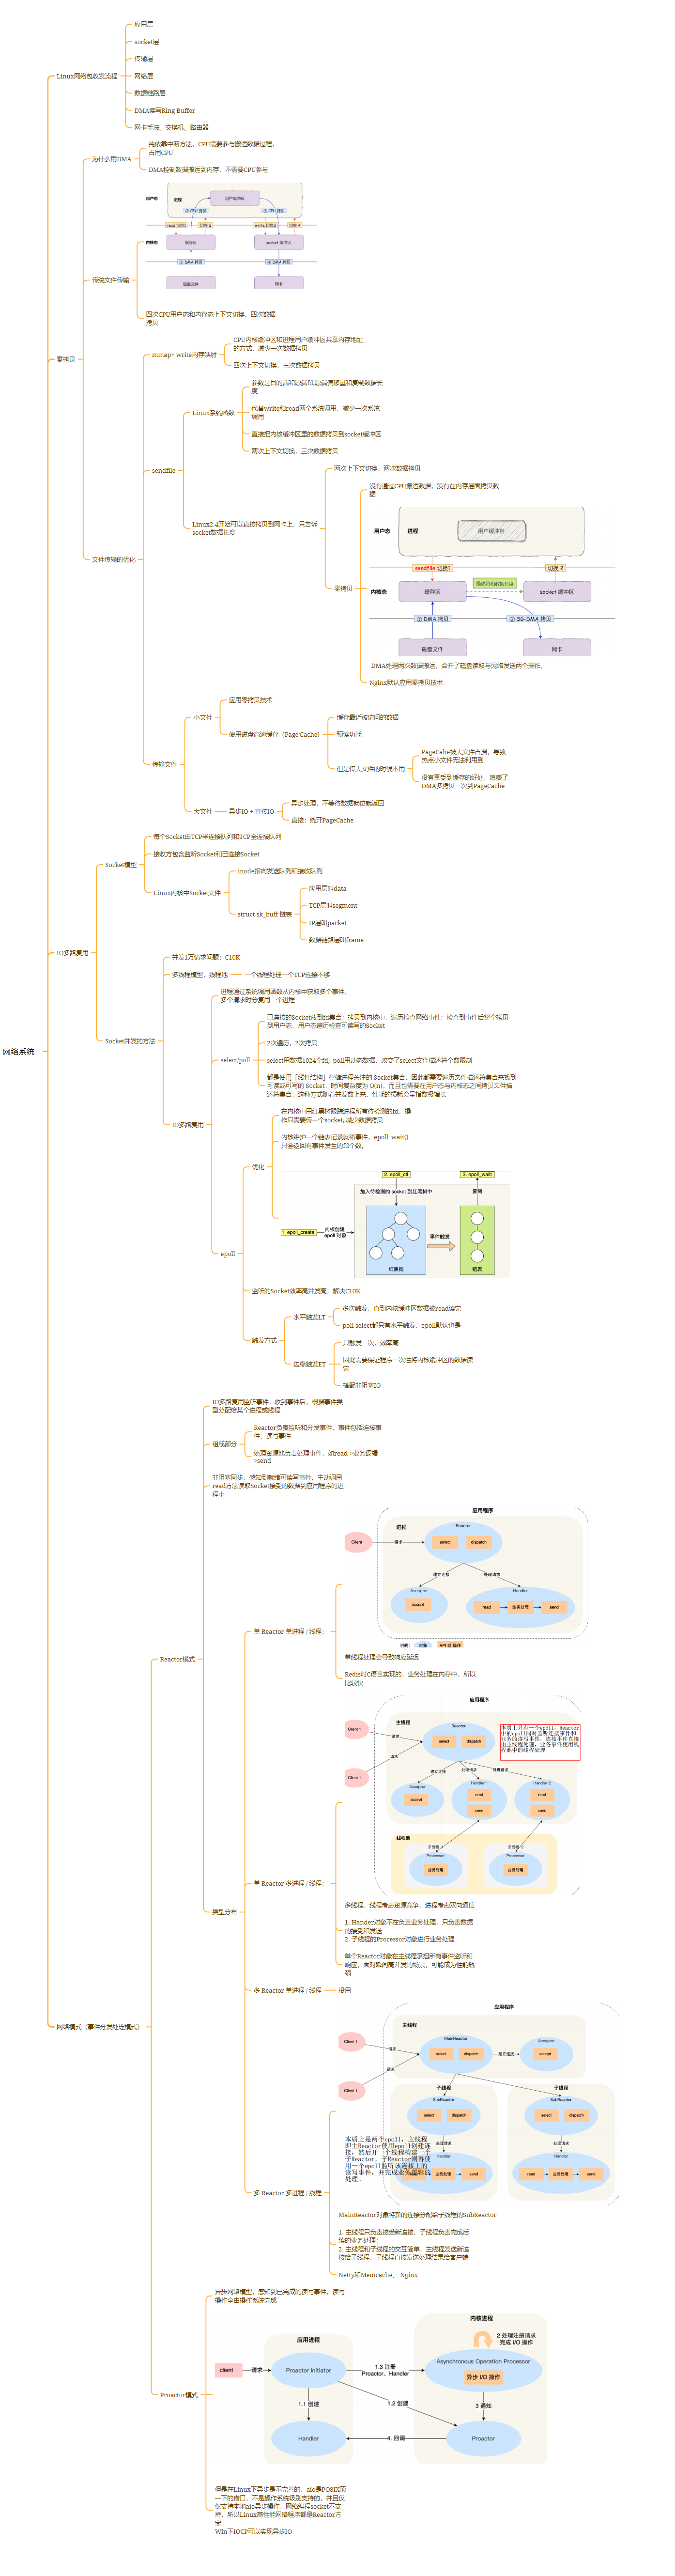 网络系统
Linux网络包收发流程
应用层
socket层
传输层
网络层
数据链路层
DMA读写Ring Buffer
网卡手法、交换机、路由器
零拷贝
为什么用DMA
纯依靠中断方法，CPU需要参与搬运数据过程，
占用CPU
DMA控制数据搬运到内存，不需要CPU参与
传统文件传输
用户态
进程
用户缓冲区
② CPU 拷贝
③ CPU 拷贝
read 切换1
切换 2
write 切换3
切换 4
内核态
缓存区
socket 缓冲区
① DMA 拷贝
④ DMA 拷贝
磁盘文件
网卡
四次CPU用户态和内核态上下文切换，四次数据
拷贝
文件传输的优化
mmap+ write内存映射
CPU内核缓冲区和进程用户缓冲区共享内存地址
的方式，减少一次数据拷贝
四次上下文切换，三次数据拷贝
sendfile
Linux系统函数
参数是目的端和源端fd,源端偏移量和复制数据长
度
代替write和read两个系统调用，减少一次系统
调用
直接把内核缓冲区里的数据拷贝到socket缓冲区
两次上下文切换，三次数据拷贝
Linux2.4开始可以直接拷贝到网卡上，只告诉
socket数据长度
两次上下文切换，两次数据拷贝
零拷贝
没有通过CPU搬运数据，没有在内存层面拷贝数
据
用户态
进程
用户缓冲区
sendfile 切换1
切换 2
描述符和数据长度
内核态
缓存区
socket 缓冲区
① DMA 拷贝
② SG-DMA 拷贝
磁盘文件
网卡
DMA处理两次数据搬运，合并了磁盘读取与网络发送两个操作。
Nginx默认应用零拷贝技术
传输文件
小文件
应用零拷贝技术
使用磁盘高速缓存（Page Cache）
缓存最近被访问的数据
预读功能
但是传大文件的时候不用
PageCahe被大文件占据，导致
热点小文件无法利用到
没有享受到缓存的好处，浪费了
DMA多拷贝一次到PageCache
大文件
异步IO + 直接IO
异步处理，不等待数据就位就返回
直接：绕开PageCache
IO多路复用
Socket模型
每个Socket由TCP半连接队列和TCP全连接队列
接收方包含监听Socket和已连接Socket
Linux内核中Socket文件
inode指向发送队列和接收队列
struct sk_buff 链表
应用层叫data
TCP层叫segment
IP层叫packet
数据链路层叫frame
Socket并发的方法
并发1万请求问题：C10K
多线程模型，线程池
一个线程处理一个TCP连接不够
IO多路复用
进程通过系统调用函数从内核中获取多个事件，
多个请求时分复用一个进程
select/poll
已连接的Socket放到fd集合；拷贝到内核中，遍历检查网络事件；检查到事件后整个拷贝
到用户态，用户态遍历检查可读写的Socket
2次遍历、2次拷贝
select用数据1024个fd, poll用动态数据，改变了select文件描述符个数限制
都是使用「线性结构」存储进程关注的 Socket 集合，因此都需要遍历文件描述符集合来找到
可读或可写的 Socket，时间复杂度为 O(n)，而且也需要在用户态与内核态之间拷贝文件描
述符集合，这种方式随着并发数上来，性能的损耗会呈指数级增长
epoll
优化
在内核中用红黑树跟踪进程所有待检测的fd，操
作只需要传一个socket, 减少数据拷贝
内核维护一个链表记录就绪事件，epoll_wait()
只会返回有事件发生的fd个数。
2. epoll_ctl
3. epoll_wait
加入待检测的 socket 到红黑树中
复制
1. epoll_create
内核创建
epoll 对象
事件触发
红黑树
链表
监听的Socket效率高并发高，解决C10K
触发方式
水平触发LT
多次触发，直到内核缓冲区数据被read读完
poll select都只有水平触发，epoll默认也是
边缘触发ET
只触发一次，效率高
因此需要保证程序一次性将内核缓冲区的数据读
完
搭配非阻塞IO
网络模式（事件分发处理模式）
Reactor模式
IO多路复用监听事件，收到事件后，根据事件类
型分配给某个进程或线程
组成部分
Reactor负责监听和分发事件，事件包括连接事
件，读写事件
处理资源池负责处理事件，如read->业务逻辑-
>send
非阻塞同步，感知到就绪可读写事件，主动调用
read方法读取Socket接受的数据到应用程序的进
程中
类型分布
单 Reactor 单进程 / 线程；
应用程序
进程
Reactor
Client
请求
select
dispatch
建立连接
处理请求
Acceptor
Handler
accept
read
业务处理
send
说明：
对象
API 或 操作
单线程处理会导致响应延迟
Redis时C语言实现的，业务处理在内存中，所以
比较快
单 Reactor 多进程 / 线程；
应用程序
主线程
Reactor
Client 1
请求
select
dispatch
本质上只有一个epoll，Reactor
中的epoll同时监听连接事件和
业务的读写事件，连接事件直接
由主线程处理，业务事件使用线
程池中的线程处理
请求
Client 1
建立连接
处理请求
处理请求
Acceptor
Handler 1
Handler 2
accept
read
send
read
send
线程池
子线程 1
子线程 2
Processor
Processor
业务处理
业务处理
多线程，线程考虑资源竞争，进程考虑双向通信
1. Hander对象不在负责业务处理，只负责数据
的接受和发送
2. 子线程的Processor对象进行业务处理
单个Reactor对象在主线程承担所有事件监听和
响应，面对瞬间高并发的场景，可能成为性能瓶
颈
多 Reactor 单进程 / 线程
没用
多 Reactor 多进程 / 线程
应用程序
主线程
MainReactor
Acceptor
Client 1
请求
select
dispatch
建立连接
accept
请求
Client 1
子线程
子线程
SubReactor
SubReactor
select
dispatch
select
dispatch
处理请求
处理请求
本质上是两个epoll，主线程
即主Reactor使用epoll创建连
接，然后开一个线程构建一个
子Reactor，子Reactor则再使
用一个epoll监听该连接上的
读写事件，并完成业务逻辑的
处理。
Handler
Handler
业务处理
send
read
业务处理
send
MainReactor对象将新的连接分配给子线程的SubReactor
1. 主线程只负责接受新连接，子线程负责完成后
续的业务处理；
2. 主线程和子线程的交互简单，主线程发送新连
接给子线程，子线程直接发送处理结果给客户端
Netty和Memcache、 Nginx
Proactor模式
异步网络模型，感知到已完成的读写事件，读写
操作全由操作系统完成
应用进程
内核进程
2 处理注册请求
完成 I/O 操作
client
请求
Proactor Initiator
1.3 注册
Proactor、Handler
Asynchronous Operation Processor
异步 I/O 操作
1.1 创建
1.2 创建
3 通知
Handler
4. 回调
Proactor
但是在Linux下异步是不完善的，aio是POSIX顶
一下的借口，不是操作系统级别支持的，并且仅
仅支持本地aio异步操作，网络编程socket不支
持，所以Linux高性能网络程序都是Reactor方
案
Win下IOCP可以实现异步IO